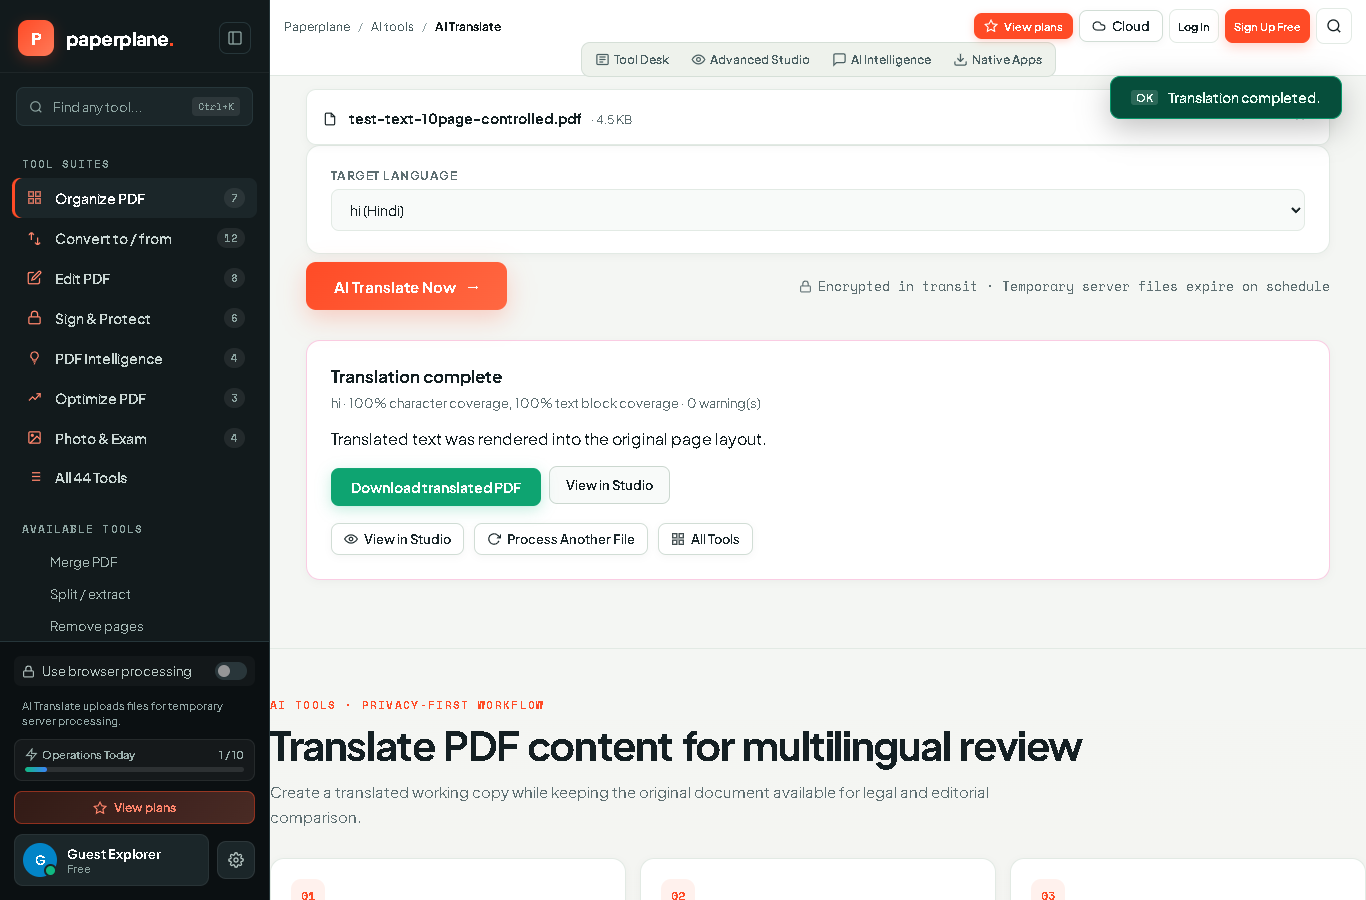 P paperplane.
Find any tool... Ctrl+K
TOOL SUITES
Organize PDF 7
Convert to / from 12
Edit PDF 8
Sign & Protect 6
PDF Intelligence 4
Optimize PDF 3
Photo & Exam 4
All 44 Tools
AVAILABLE TOOLS
Merge PDF
Split / extract
Remove pages
Use browser processing
AI Translate uploads files for temporary
server processing.
Operations Today 1 / 10
View plans
G Guest Explorer
Free
Paperplane / AI tools / AI Translate
View plans Cloud Log In Sign Up Free
Tool Desk Advanced Studio AI Intelligence Native Apps
OK Translation completed.
test-text-10page-controlled.pdf · 4.5 KB
TARGET LANGUAGE
hi (Hindi)
AI Translate Now →
Encrypted in transit · Temporary server files expire on schedule
Translation complete
hi · 100% character coverage, 100% text block coverage · 0 warning(s)
Translated text was rendered into the original page layout.
Download translated PDF View in Studio
View in Studio Process Another File All Tools
AI TOOLS · PRIVACY-FIRST WORKFLOW
Translate PDF content for multilingual review
Create a translated working copy while keeping the original document available for legal and editorial
comparison.
01 02 03